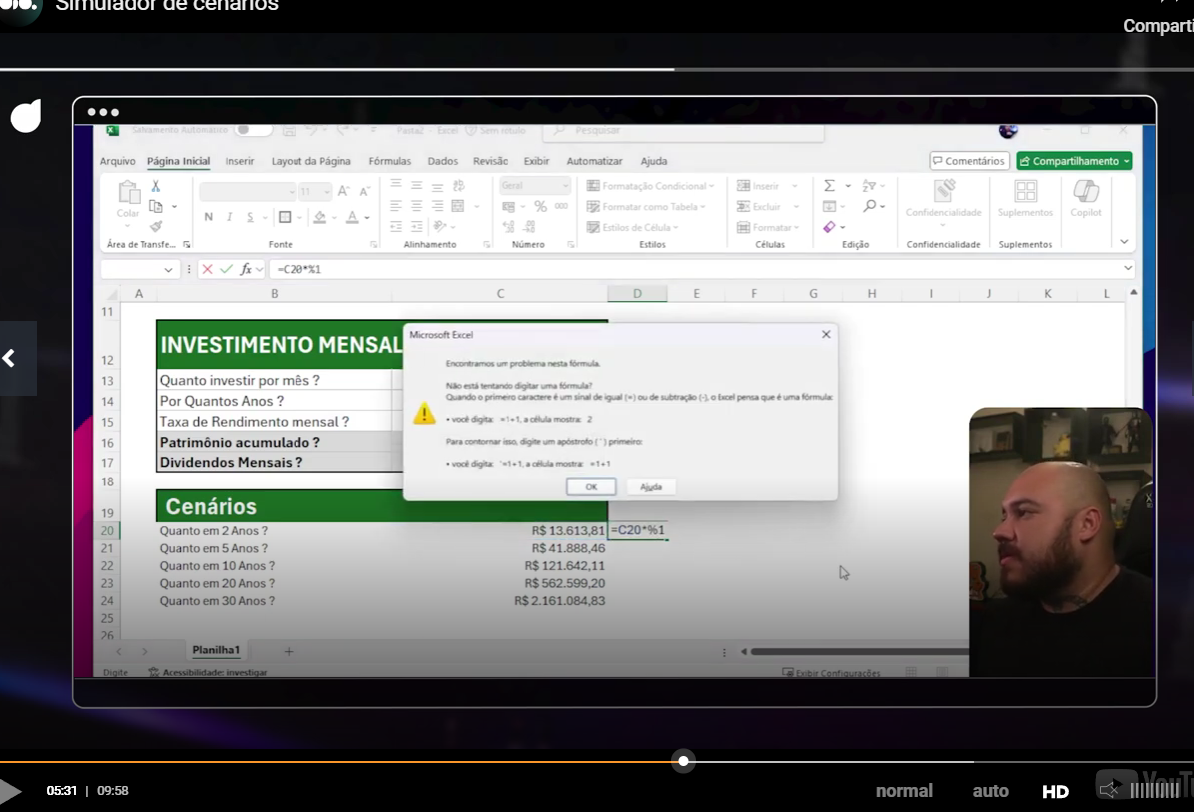 Simulador de cenários
Comparti
Salvamento Automático
Pasta2 - Excel
Sem rótulo
Pesquisar
Arquivo Página Inicial Inserir Layout da Página Fórmulas Dados Revisão Exibir Automatizar Ajuda
Comentários
Compartilhamento
Colar
11
N I S
Geral
% 000
Formatação Condicional
Formatar como Tabela
Estilos de Célula
Inserir
Excluir
Formatar
Confidencialidade
Suplementos
Copilot
Área de Transfe... Fonte Alinhamento Número Estilos Células Edição Confidencialidade Suplementos
fx =C20*%1
A B C D E F G H I J K L
11
12 INVESTIMENTO MENSAL
13 Quanto investir por mês ?
14 Por Quantos Anos ?
15 Taxa de Rendimento mensal ?
16 Patrimônio acumulado ?
17 Dividendos Mensais ?
18
19 Cenários
20 Quanto em 2 Anos ? R$ 13.613,81 =C20*%1
21 Quanto em 5 Anos ? R$ 41.888,46
22 Quanto em 10 Anos ? R$ 121.642,11
23 Quanto em 20 Anos ? R$ 562.599,20
24 Quanto em 30 Anos ? R$ 2.161.084,83
25
26
Microsoft Excel
Encontramos um problema nesta fórmula.
Não está tentando digitar uma fórmula?
Quando o primeiro caractere é um sinal de igual (=) ou de subtração (-), o Excel pensa que é uma fórmula:
• você digita: =1+1, a célula mostra: 2
Para contornar isso, digite um apóstrofo ( ' ) primeiro:
• você digita: '=1+1, a célula mostra: =1+1
OK Ajuda
Planilha1
Digite Acessibilidade: investigar
Exibir Configurações
05:31 | 09:58
normal auto HD
YouTu